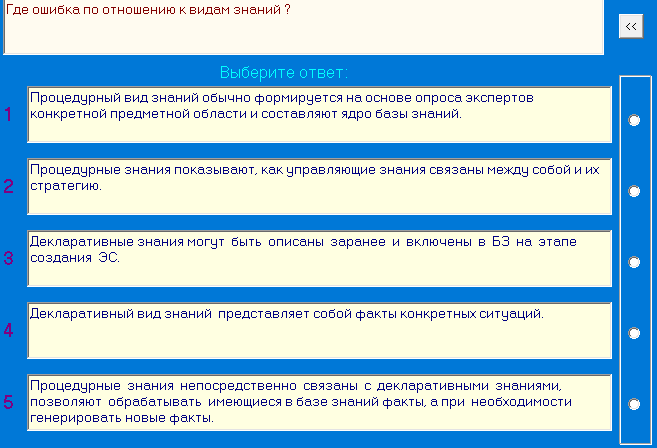 Где ошибка по отношению к видам знаний ?
<<
Выберите ответ:
1
Процедурный вид знаний обычно формируется на основе опроса экспертов
конкретной предметной области и составляют ядро базы знаний.
2
Процедурные знания показывают, как управляющие знания связаны между собой и их
стратегию.
3
Декларативные знания могут быть описаны заранее и включены в БЗ на этапе
создания ЭС.
4
Декларативный вид знаний представляет собой факты конкретных ситуаций.
5
Процедурные знания непосредственно связаны с декларативными знаниями,
позволяют обрабатывать имеющиеся в базе знаний факты, а при необходимости
генерировать новые факты.